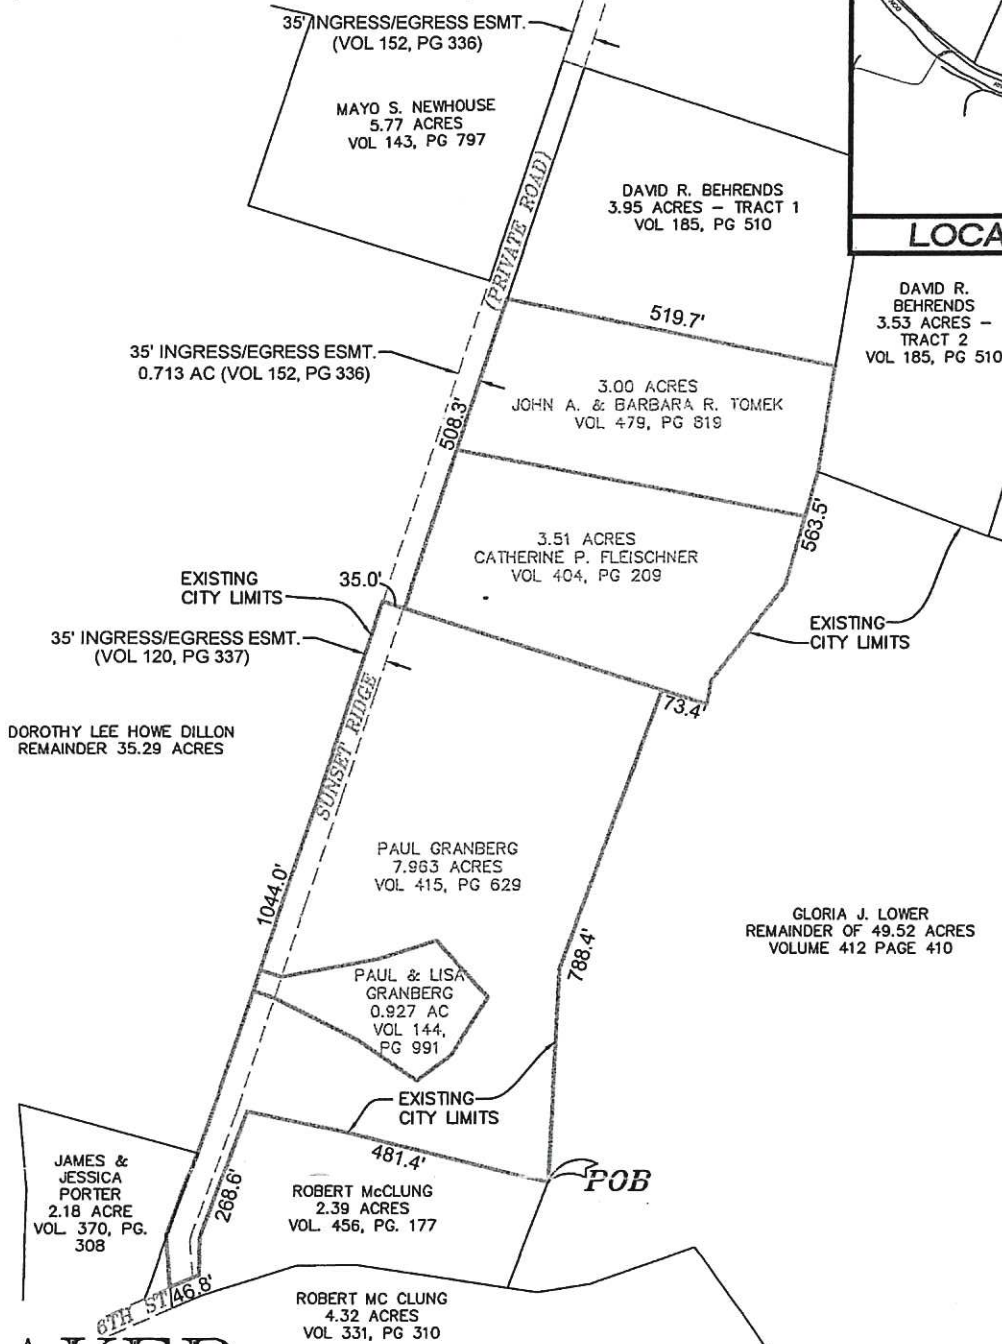 35' INGRESS/EGRESS ESMT.
(VOL 152, PG 336)
MAYO S. NEWHOUSE
5.77 ACRES
VOL 143, PG 797
(PRIVATE ROAD)
DAVID R. BEHRENDS
3.95 ACRES – TRACT 1
VOL 185, PG 510
LOCA
DAVID R.
BEHRENDS
3.53 ACRES –
TRACT 2
VOL 185, PG 510
519.7'
35' INGRESS/EGRESS ESMT.
0.713 AC (VOL 152, PG 336)
508.3'
3.00 ACRES
JOHN A. & BARBARA R. TOMEK
VOL 479, PG 819
563.5'
3.51 ACRES
CATHERINE P. FLEISCHNER
VOL 404, PG 209
EXISTING
CITY LIMITS
35.0'
EXISTING
CITY LIMITS
35' INGRESS/EGRESS ESMT.
(VOL 120, PG 337)
SUNSET RIDGE
73.4'
DOROTHY LEE HOWE DILLON
REMAINDER 35.29 ACRES
PAUL GRANBERG
7.963 ACRES
VOL 415, PG 629
1044.0'
788.4'
GLORIA J. LOWER
REMAINDER OF 49.52 ACRES
VOLUME 412 PAGE 410
PAUL & LISA
GRANBERG
0.927 AC
VOL 144,
PG 991
EXISTING
CITY LIMITS
481.4'
POB
JAMES &
JESSICA
PORTER
2.18 ACRE
VOL. 370, PG.
308
268.6'
ROBERT McCLUNG
2.39 ACRES
VOL. 456, PG. 177
6TH ST
46.8'
ROBERT MC CLUNG
4.32 ACRES
VOL 331, PG 310